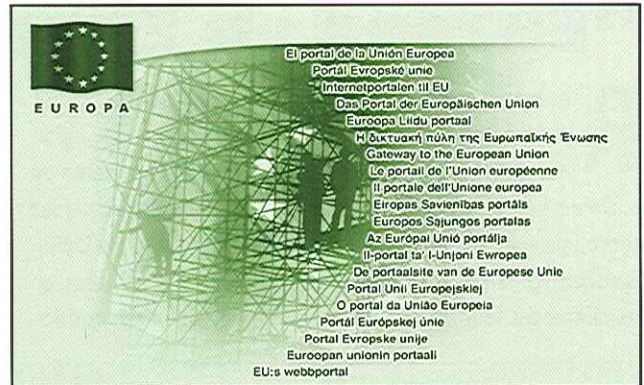 EUROPA
El portal de la Unión Europea
Portál Evropské unie
Internetportalen til EU
Das Portal der Europäischen Union
Euroopa Liidu portaal
Η δικτυακή πύλη της Ευρωπαϊκής Ένωσης
Gateway to the European Union
Le portail de l'Union européenne
Il portale dell'Unione europea
Eiropas Savienības portāls
Europos Sąjungos portalas
Az Európai Unió portálja
Il-portal ta' l-Unjoni Ewropea
De portaalsite van de Europese Unie
Portal Unii Europejskiej
O portal da União Europeia
Portál Európskej únie
Portal Evropske unije
Euroopan unionin portaali
EU:s webbportal